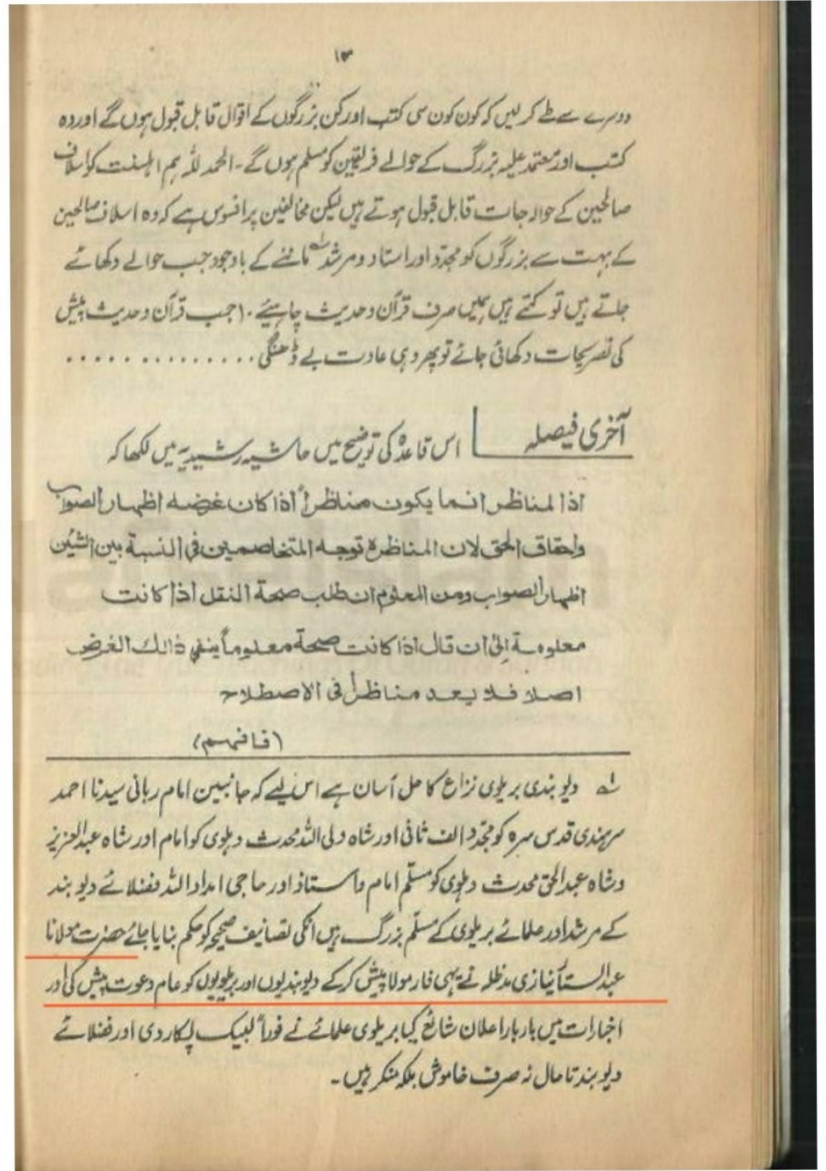 ۱۳
دوسرے سے طے کرلیں کہ کون کون سی کتب اور کن بزرگوں کے اقوال قابل قبول ہوں گے اور وہ
کتب اور معتمد علیہ بزرگ کے حوالے فریقین کو مسلم ہوں گے۔ الحمد للہ ہم اہلسنت کو اسلاف
صالحین کے حوالہ جات قابل قبول ہوتے ہیں لیکن مخالفین پر افسوس ہے کہ وہ اسلاف صالحین
کے بہت سے بزرگوں کو مجدد اور استاد و مرشد لہ ماننے کے باوجود جب حوالے دکھائے
جاتے ہیں تو کہتے ہیں ہمیں صرف قرآن و حدیث چاہیئے۔ جب قرآن و حدیث پیش
کی تصریحات دکھائی جائے تو پھر وہی عادت بے ڈھنگی . . . . . . . . . . . . . .
آخری فیصلہ اس قاعدہ کی توضیح میں حاشیہ رشیدیہ میں لکھا کہ
اذا لمناظر انما یکون مناظراً اذا کان غرضہ اظہار الصواب
واحقاق الحق لان المناظرہ توجہ المتخاصمین فی النسبۃ بین الشیئین
اظہار الصواب ومن المعلوم ان طلب صحۃ النقل اذا کانت
معلومۃ الیٰ ان قال اذا کانت صحۃ معلوماً ینفی ذالک الغرض
اصلا فلا یعد مناظراً فی الاصطلاح
(فافہم)
لہ دیوبندی بریلوی نزاع کا حل آسان ہے اس لیے کہ جانبین امام ربانی سیدنا احمد
سرہندی قدس سرہ کو مجدد الف ثانی اور شاہ ولی اللہ محدث دہلوی کو امام اور شاہ عبدالعزیز
و شاہ عبدالحق محدث دہلوی کو مسلّم امام و استاذ اور حاجی امداد اللہ فضلائے دیوبند
کے مرشد اور علمائے بریلوی کے مسلّم بزرگ ہیں انکی تصانیف صحیحہ کو حکم بنایا جائے حضرت مولانا
عبدالستار نیازی مدظلہ نے یہی فارمولا پیش کرکے دیوبندیوں اور بریلویوں کو عام دعوت پیش کی اور
اخبارات میں بار بار اعلان شائع کیا بریلوی علمائے نے فوراً لبیک پکار دی اور فضلائے
دیوبند تا حال نہ صرف خاموش بلکہ منکر ہیں۔